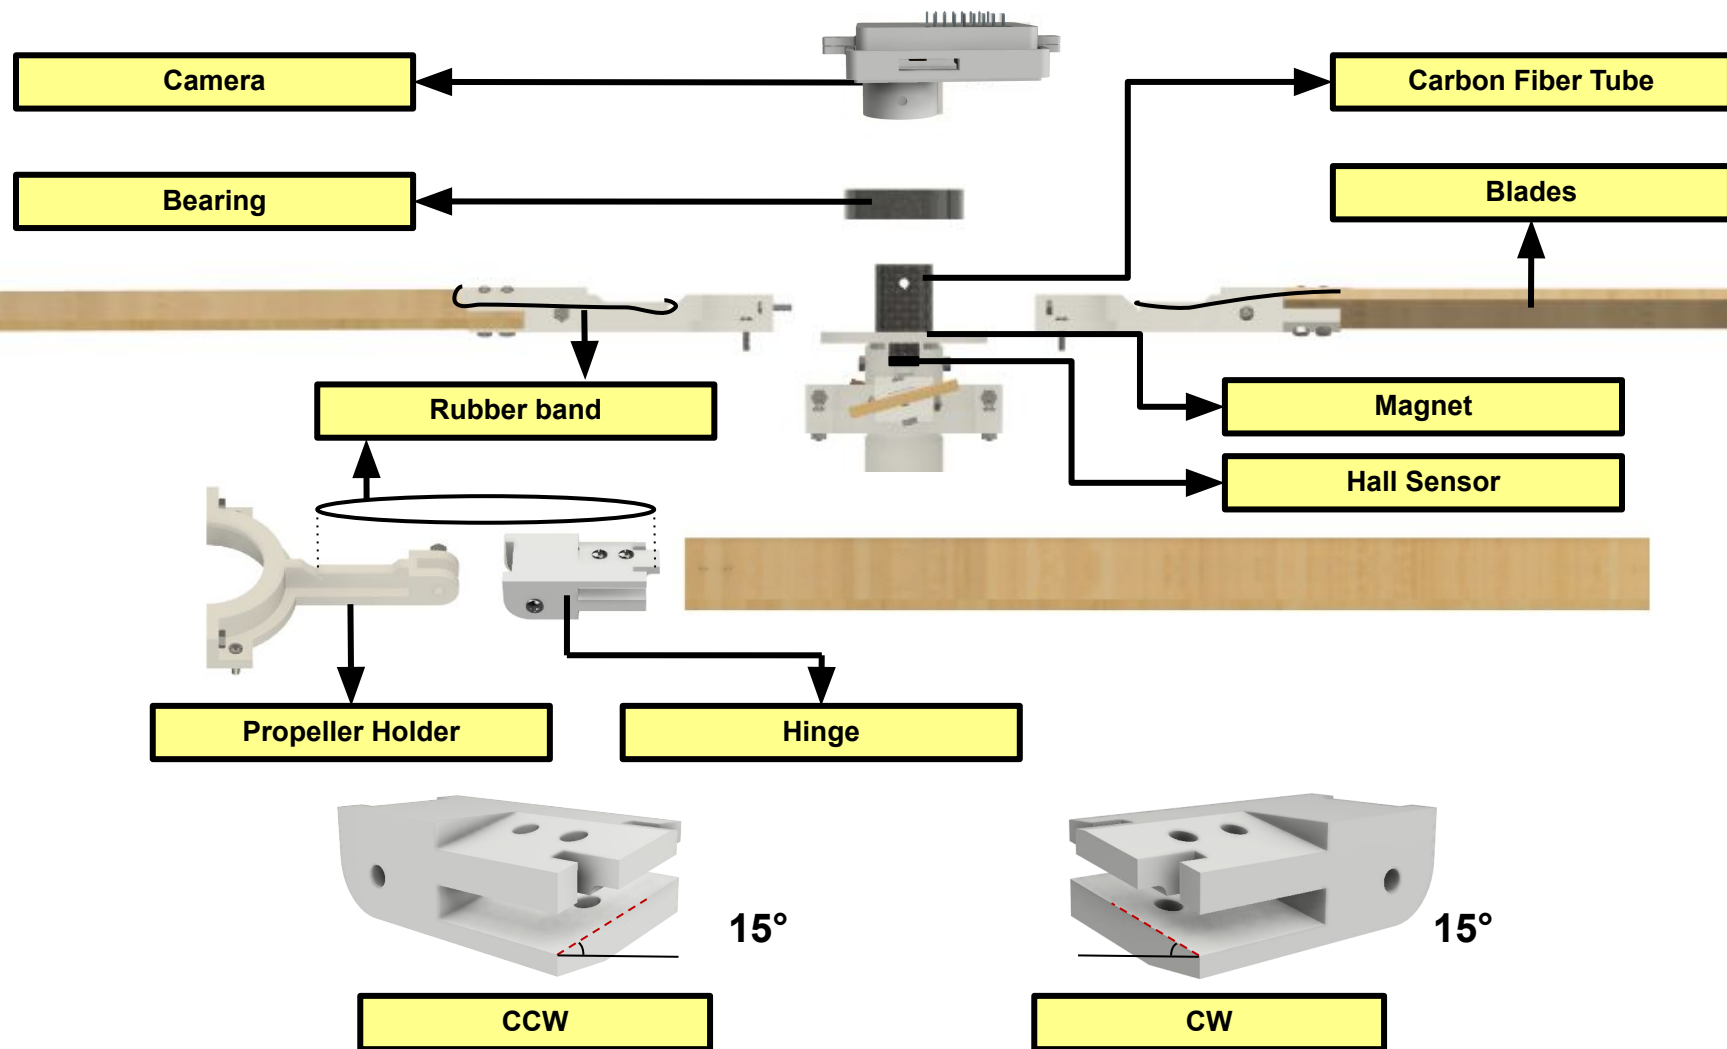 Camera
Carbon Fiber Tube
Bearing
Blades
Rubber band
Magnet
Hall Sensor
Propeller Holder
Hinge
15°
15°
CCW
CW